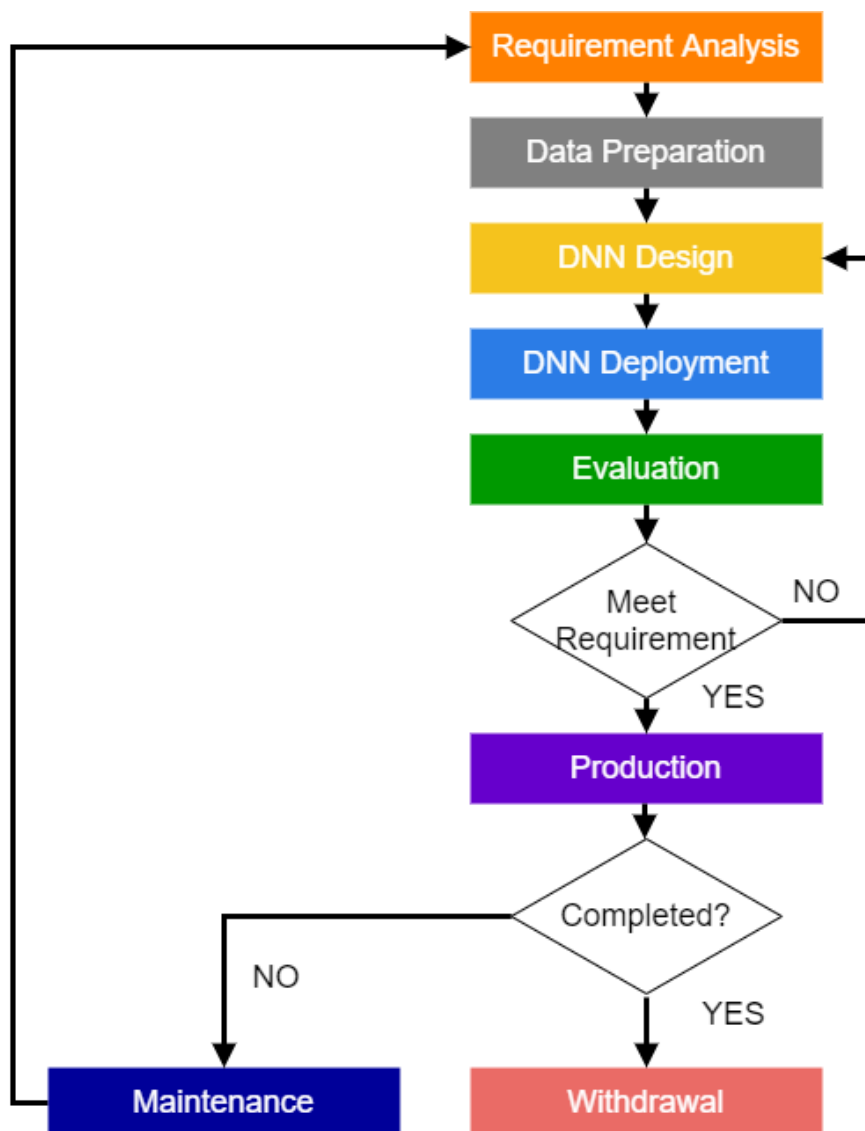 Requirement Analysis
Data Preparation
DNN Design
DNN Deployment
Evaluation
Meet
Requirement
NO
YES
Production
Completed?
NO
YES
Maintenance
Withdrawal